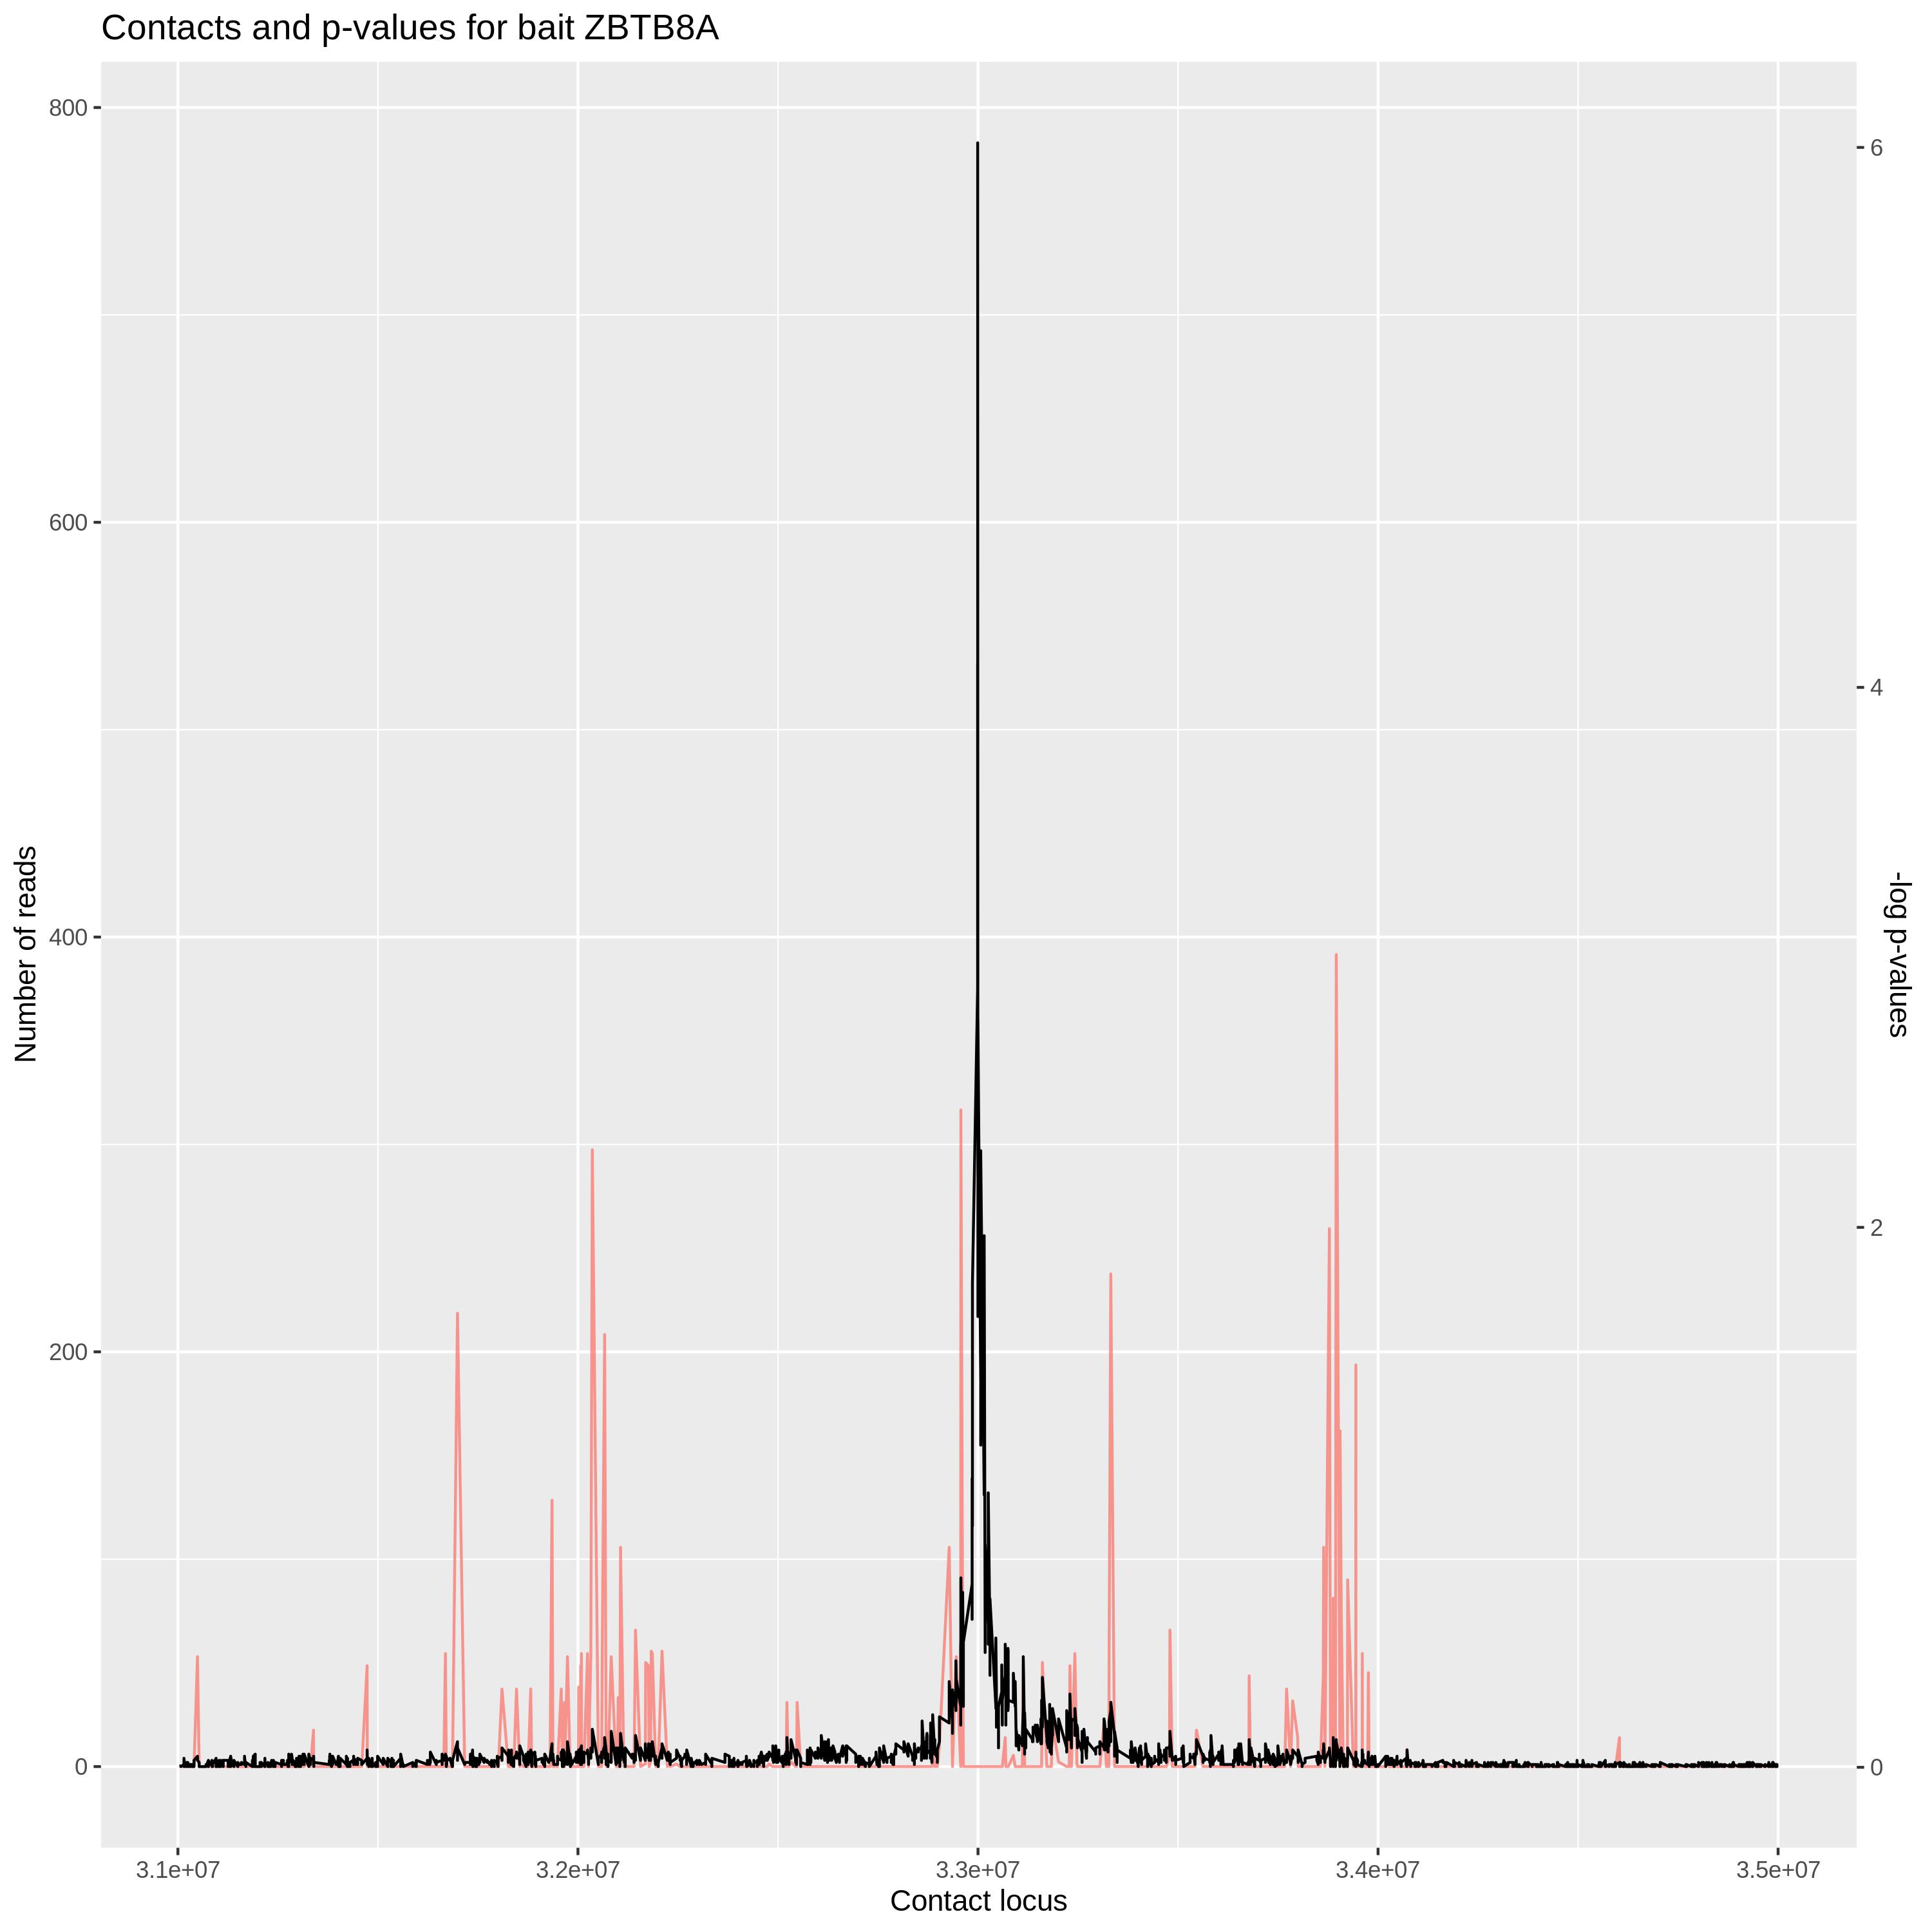 Contacts and p-values for bait ZBTB8A
800
600
400
200
0
Number of reads
6
4
2
0
-log p-values
3.1e+07 3.2e+07 3.3e+07 3.4e+07 3.5e+07
Contact locus